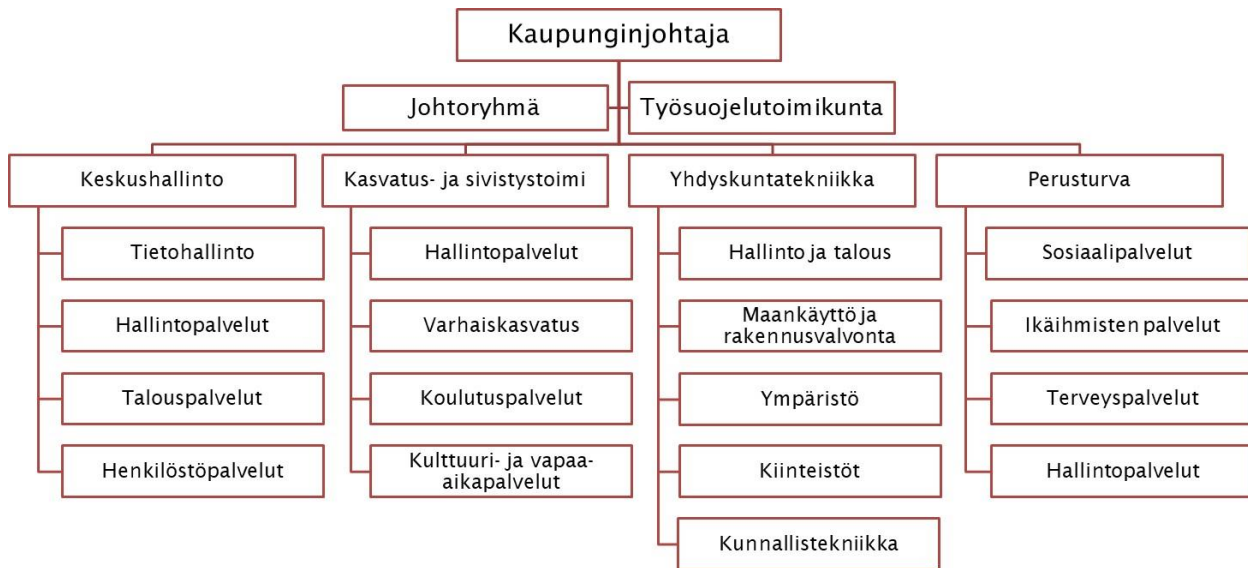 Kaupunginjohtaja
Johtoryhmä
Työsuojelutoimikunta
Keskushallinto
Tietohallinto
Hallintopalvelut
Talouspalvelut
Henkilöstöpalvelut
Kasvatus- ja sivistystoimi
Hallintopalvelut
Varhaiskasvatus
Koulutuspalvelut
Kulttuuri- ja vapaa-
aikapalvelut
Yhdyskuntatekniikka
Hallinto ja talous
Maankäyttö ja
rakennusvalvonta
Ympäristö
Kiinteistöt
Kunnallistekniikka
Perusturva
Sosiaalipalvelut
Ikäihmisten palvelut
Terveyspalvelut
Hallintopalvelut